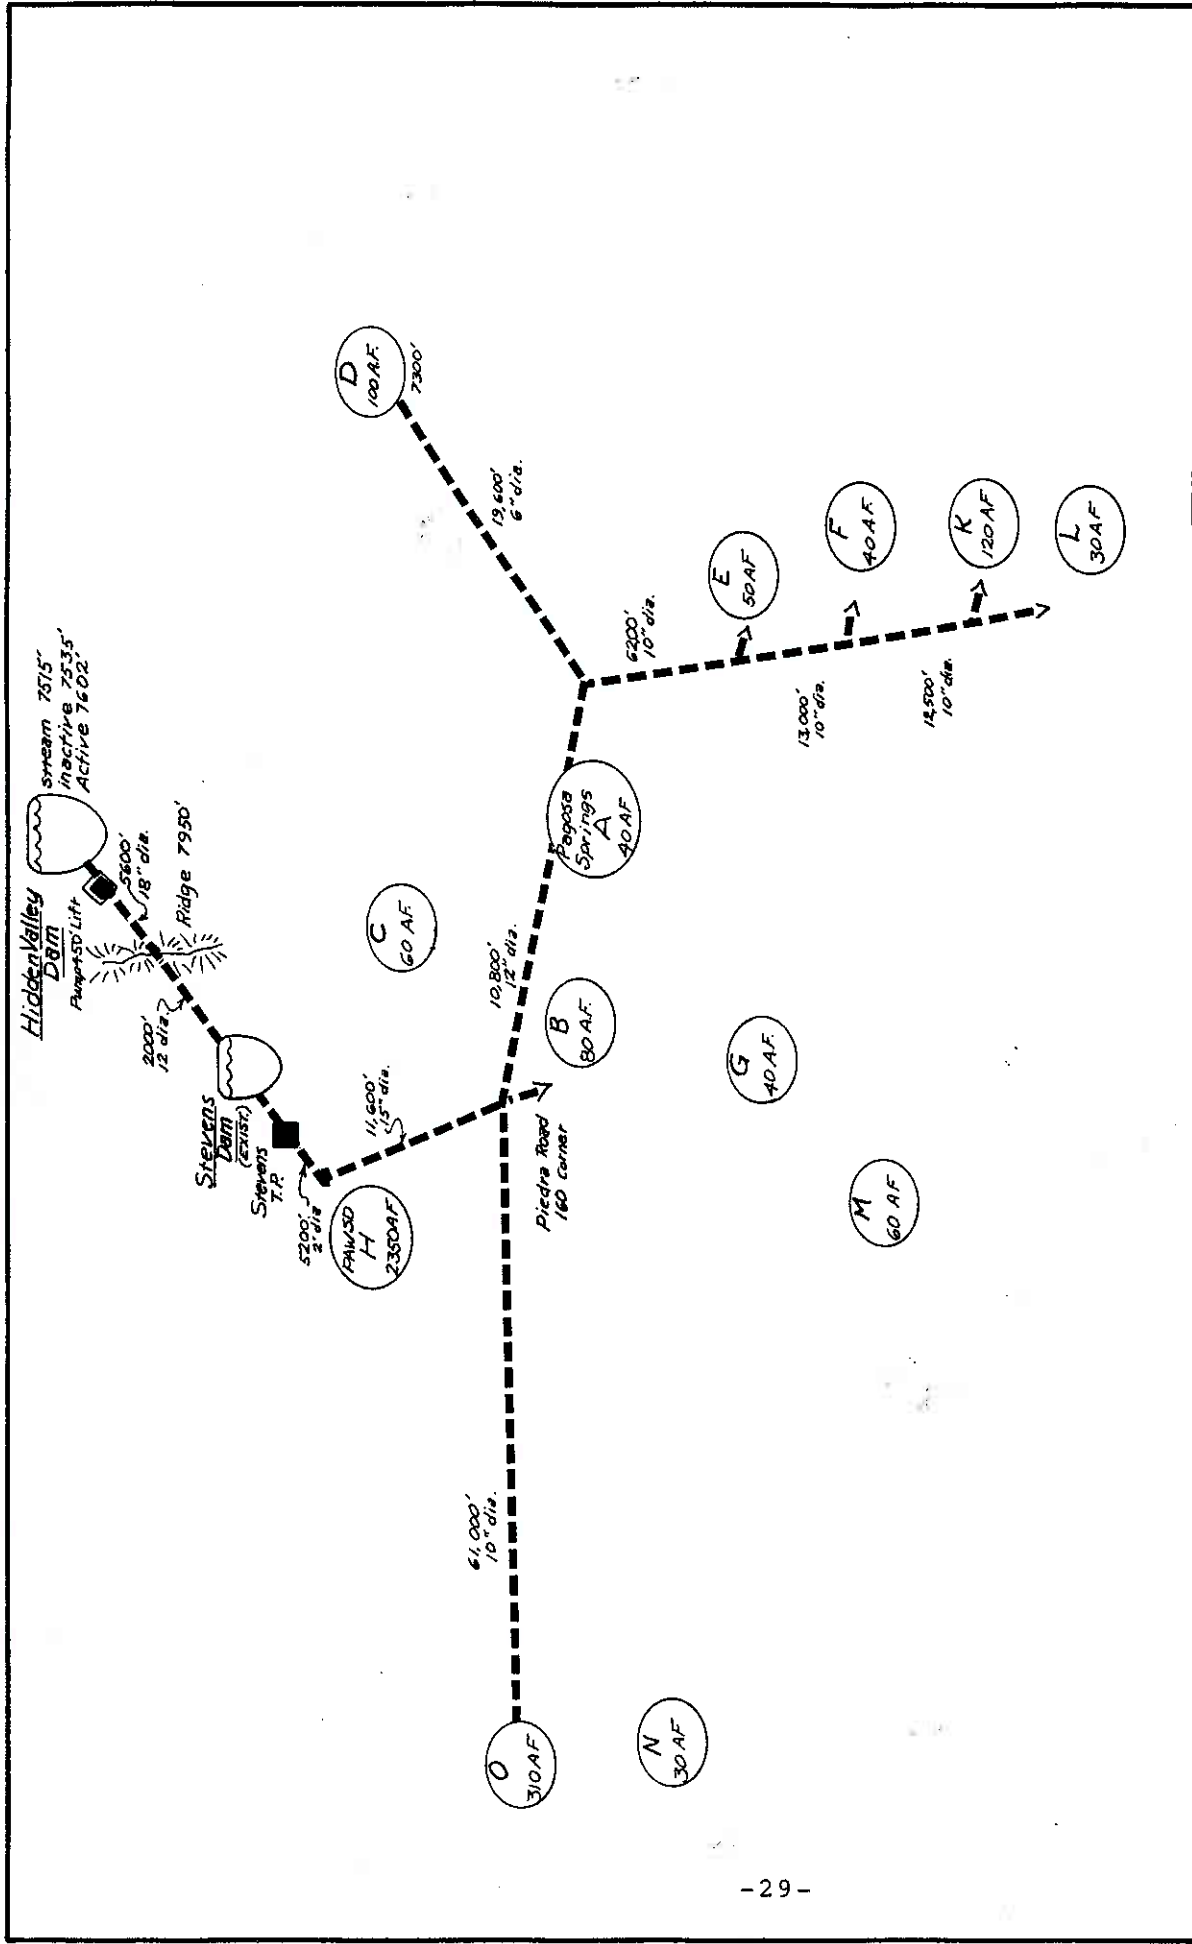 Hidden Valley
Dam
Pump 450' Lift
stream 7515'
inactive 7535'
Active 7602'
5600'
18" dia.
Ridge 7950'
2000'
12 dia.
Stevens
Dam
(EXIST.)
Stevens
T.P.
5200'
2' dia
PAWSD
H
2350AF
11,600'
15" dia.
C
60 AF.
D
100 A.F.
7300'
19,600'
6" dia.
10,800'
12" dia.
Pagosa
Springs
A
40 AF
B
80 A.F.
Piedra Road
160 Corner
61,000'
10" dia.
O
310 AF
N
30 AF
G
40 A.F.
M
60 AF
6200'
10" dia.
E
50 AF
13,000'
10" dia.
F
40 A.F.
12,500'
10" dia.
K
120 AF
L
30 AF
-29-